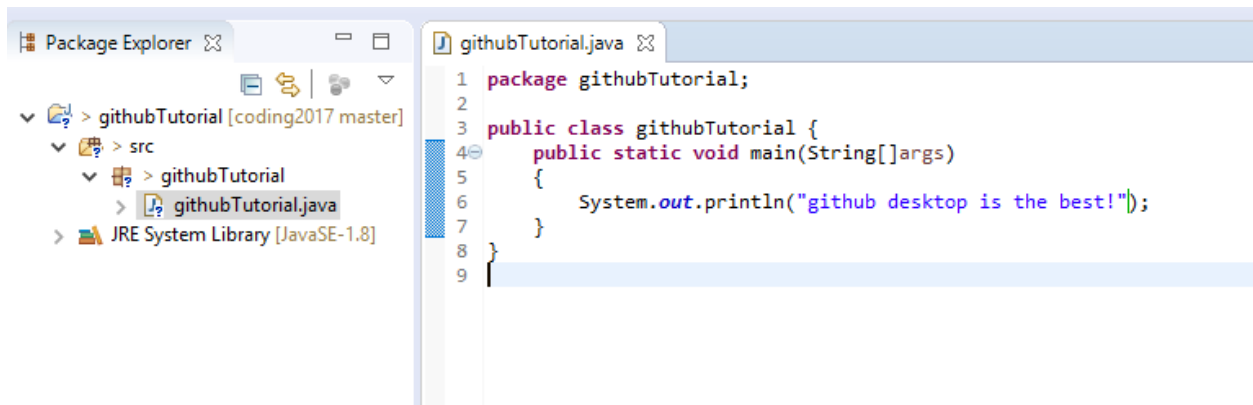 Package Explorer
> githubTutorial [coding2017 master]
> src
> githubTutorial
githubTutorial.java
JRE System Library [JavaSE-1.8]
githubTutorial.java
1 package githubTutorial;
2
3 public class githubTutorial {
4 public static void main(String[]args)
5 {
6 System.out.println("github desktop is the best!");
7 }
8 }
9